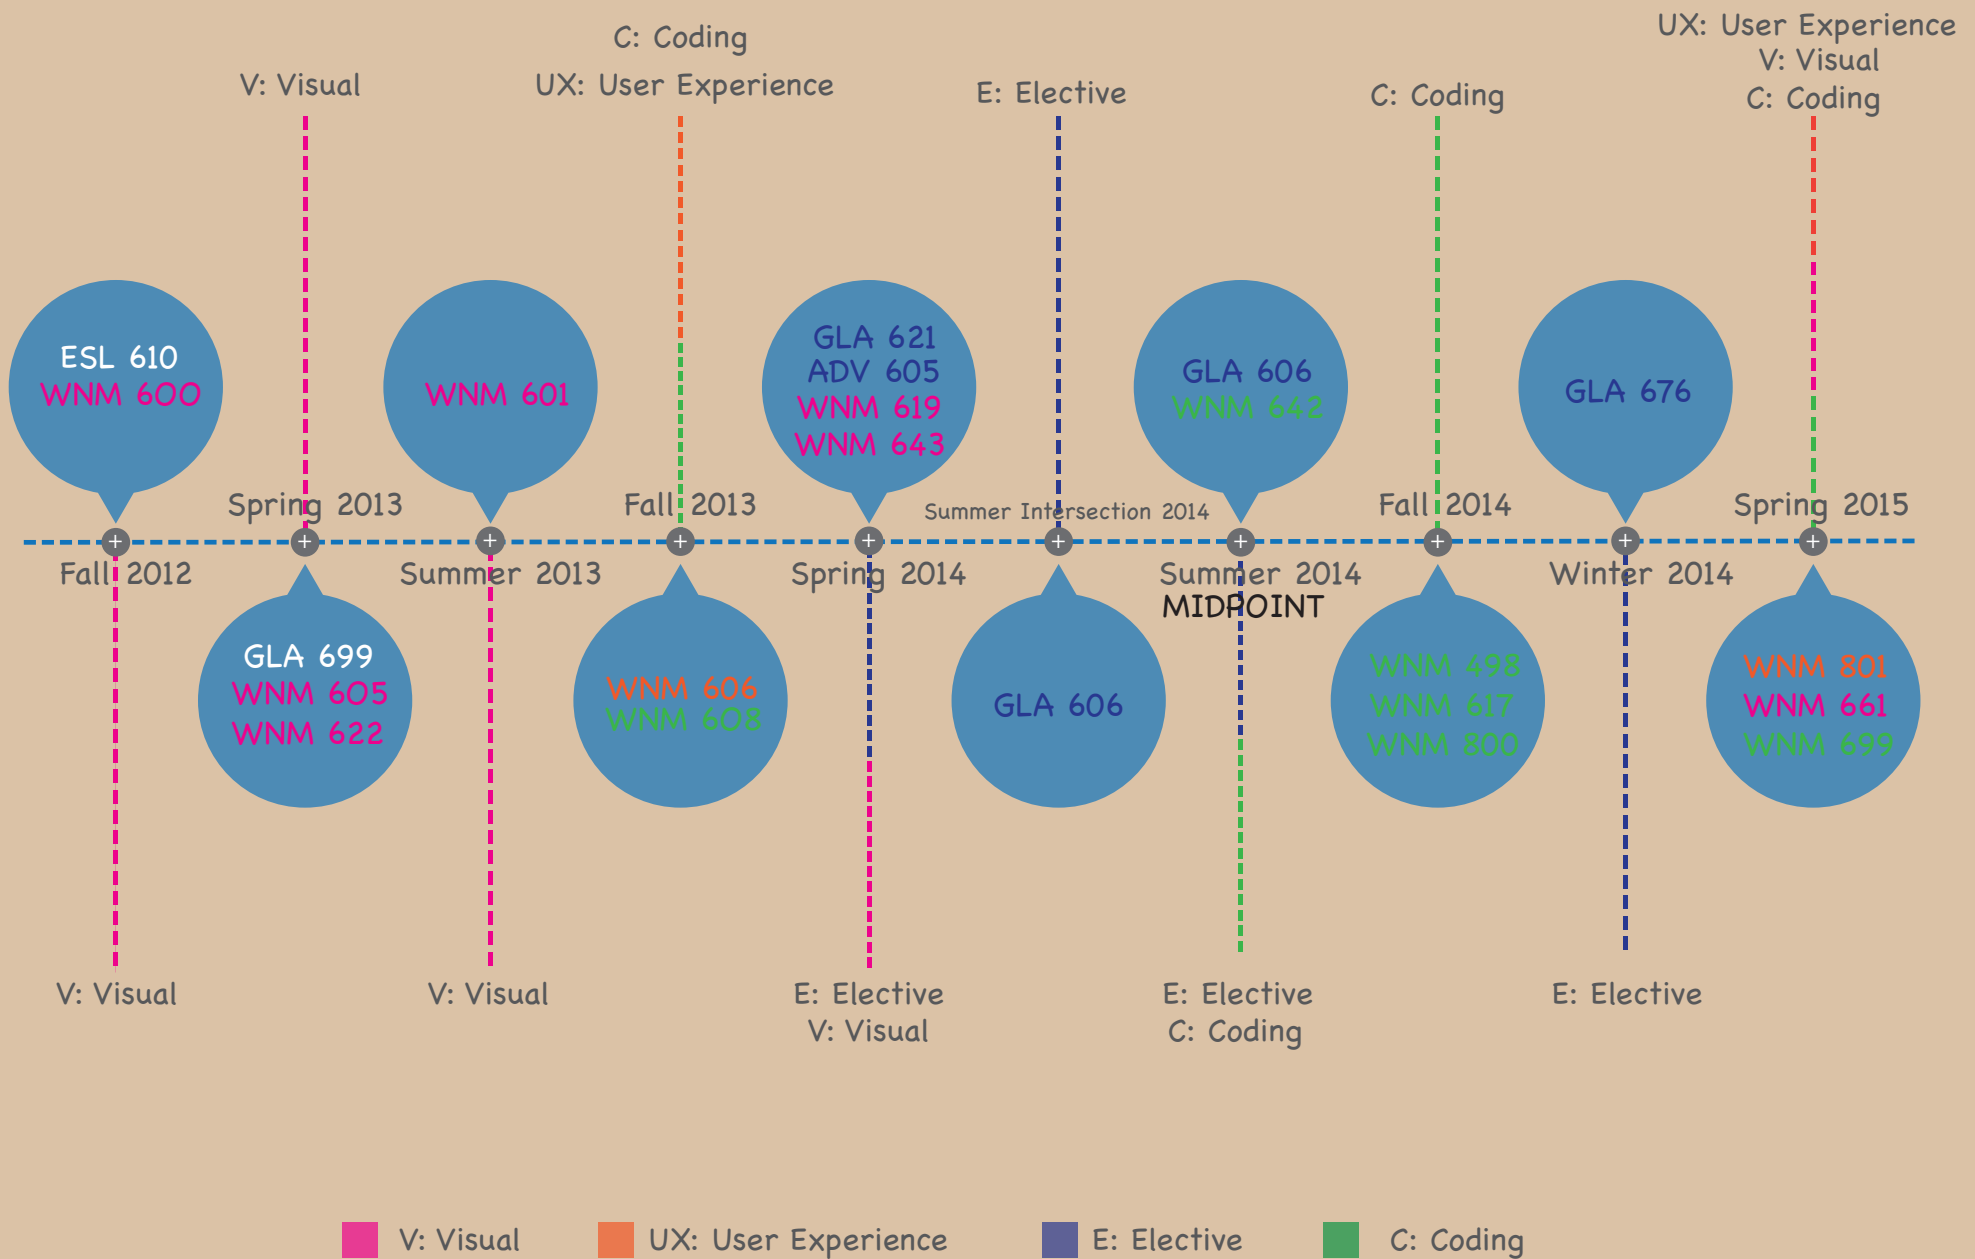 C: Coding
UX: User Experience
V: Visual
UX: User Experience
E: Elective
C: Coding
V: Visual
C: Coding
ESL 610
WNM 600
WNM 601
GLA 621
ADV 605
WNM 619
WNM 643
GLA 606
WNM 642
GLA 676
Spring 2013
Fall 2013
Summer Intersection 2014
Fall 2014
Spring 2015
Fall 2012
Summer 2013
Spring 2014
Summer 2014
MIDPOINT
Winter 2014
GLA 699
WNM 605
WNM 622
WNM 606
WNM 608
GLA 606
WNM 498
WNM 617
WNM 800
WNM 801
WNM 661
WNM 699
V: Visual
V: Visual
E: Elective
V: Visual
E: Elective
C: Coding
E: Elective
V: Visual
UX: User Experience
E: Elective
C: Coding